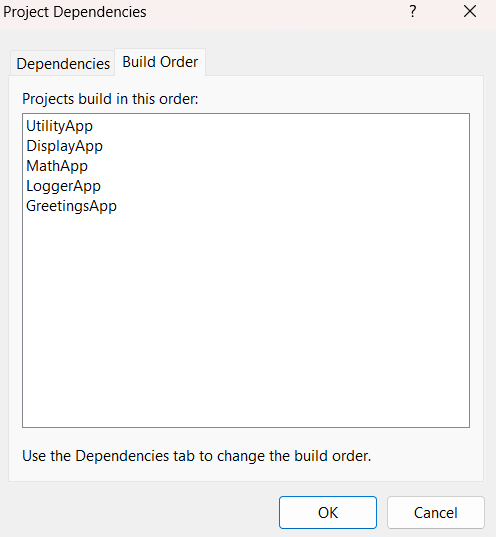 Project Dependencies ?
Dependencies Build Order
Projects build in this order:
UtilityApp
DisplayApp
MathApp
LoggerApp
GreetingsApp
Use the Dependencies tab to change the build order.
OK Cancel